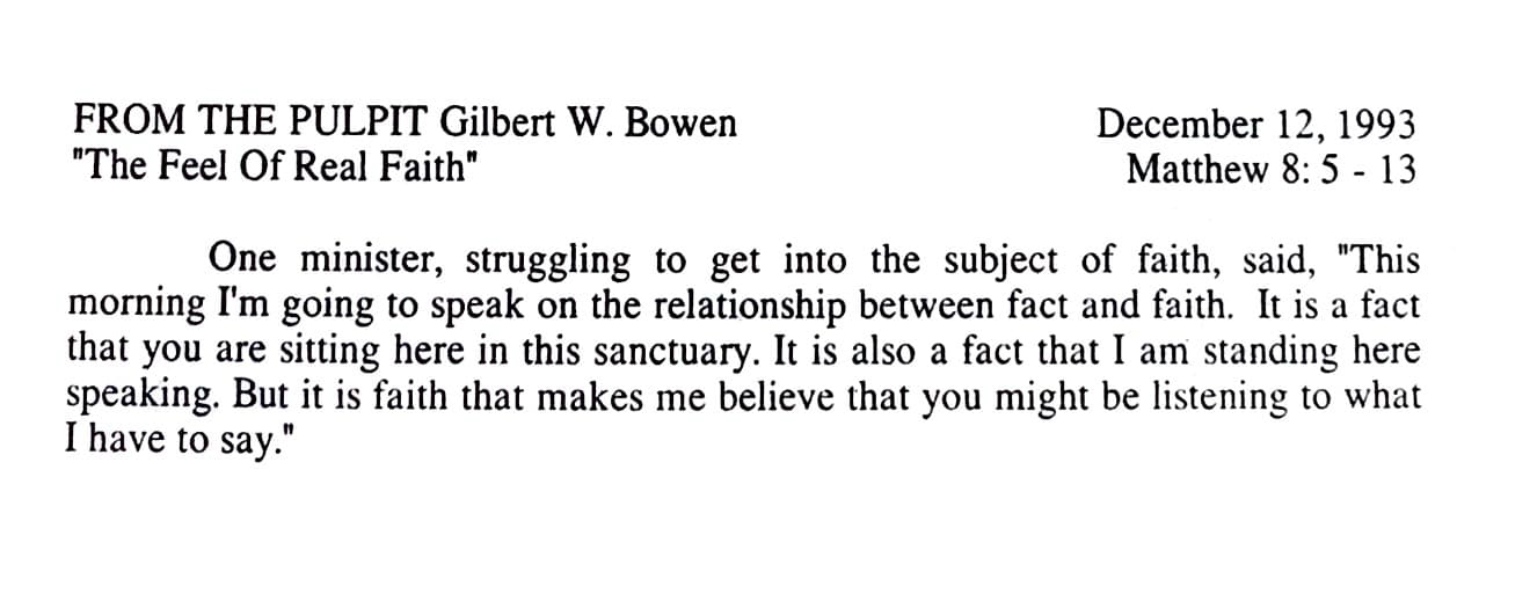 FROM THE PULPIT Gilbert W. Bowen December 12, 1993
"The Feel Of Real Faith" Matthew 8: 5 - 13
One minister, struggling to get into the subject of faith, said, "This
morning I'm going to speak on the relationship between fact and faith. It is a fact
that you are sitting here in this sanctuary. It is also a fact that I am standing here
speaking. But it is faith that makes me believe that you might be listening to what
I have to say."